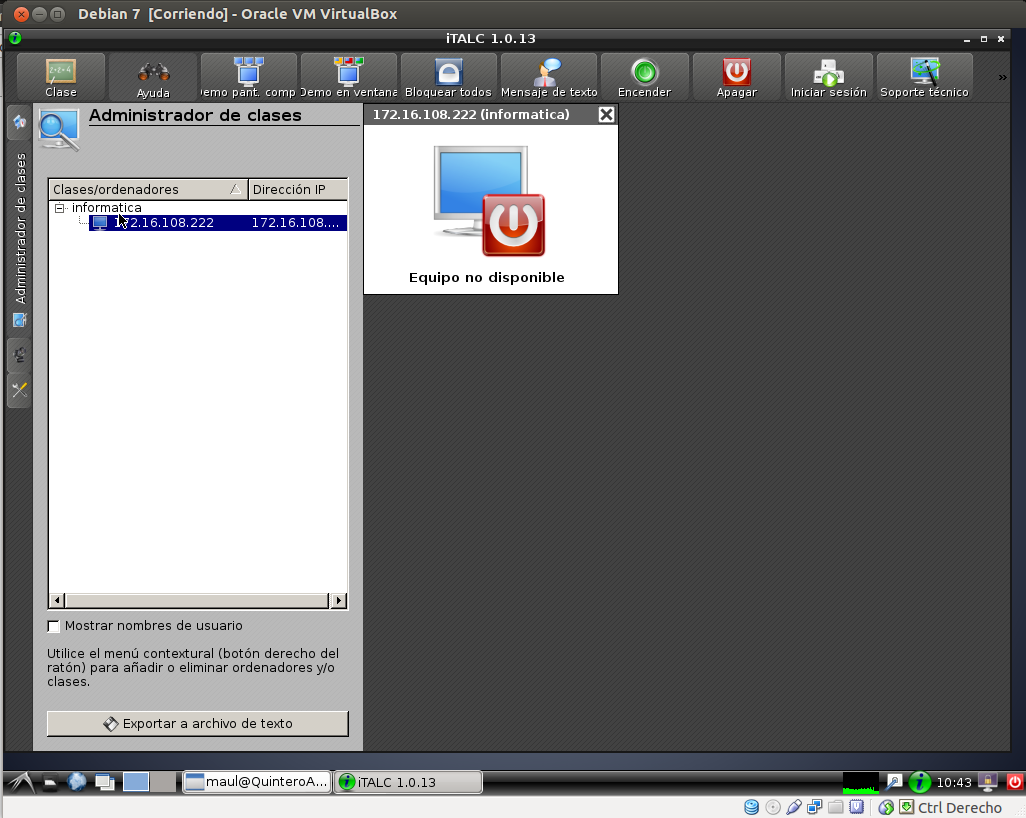 Debian 7 [Corriendo] - Oracle VM VirtualBox
iTALC 1.0.13
Clase
Ayuda
emo pant. comp
Demo en ventana
Bloquear todos
Mensaje de texto
Encender
Apagar
Iniciar sesión
Soporte técnico
»
Administrador de clases
Administrador de clases
172.16.108.222 (informatica)
Clases/ordenadores
Dirección IP
informatica
172.16.108.222
172.16.108....
Equipo no disponible
Mostrar nombres de usuario
Utilice el menú contextural (botón derecho del
ratón) para añadir o eliminar ordenadores y/o
clases.
Exportar a archivo de texto
maul@QuinteroA...
iTALC 1.0.13
10:43
Ctrl Derecho